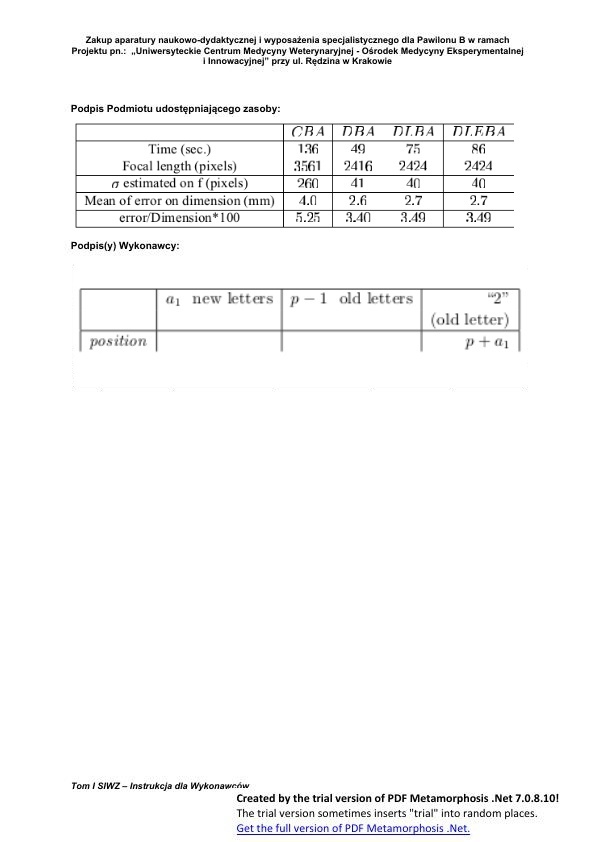 Zakup aparatury naukowo-dydaktycznej i wyposażenia specjalistycznego dla Pawilonu B w ramach
Projektu pn.: „Uniwersyteckie Centrum Medycyny Weterynaryjnej - Ośrodek Medycyny Eksperymentalnej
i Innowacyjnej” przy ul. Rędzina w Krakowie
Podpis Podmiotu udostępniającego zasoby:
CBA DBA DLBA DLEBA
Time (sec.) 136 49 75 86
Focal length (pixels) 3561 2416 2424 2424
σ estimated on f (pixels) 260 41 40 40
Mean of error on dimension (mm) 4.0 2.6 2.7 2.7
error/Dimension*100 5.25 3.40 3.49 3.49
Podpis(y) Wykonawcy:
a₁ new letters p − 1 old letters “2”
(old letter)
position p + a₁
Tom I SIWZ – Instrukcja dla Wykonawców
Created by the trial version of PDF Metamorphosis .Net 7.0.8.10!
The trial version sometimes inserts "trial" into random places.
Get the full version of PDF Metamorphosis .Net.